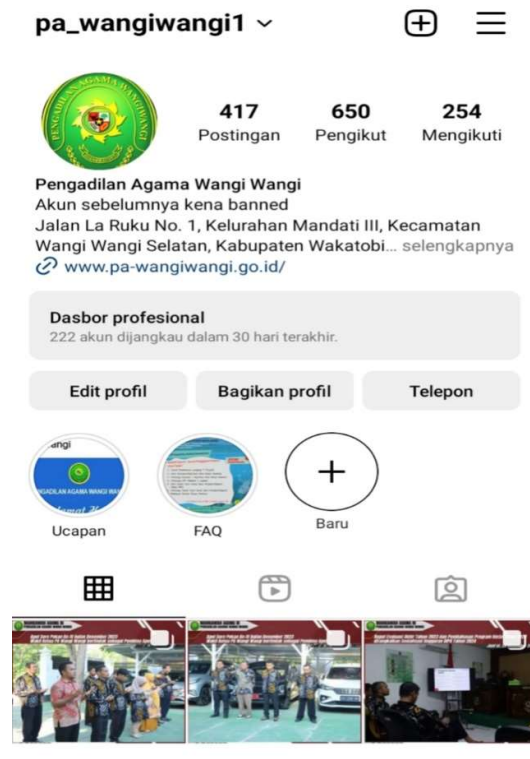 pa_wangiwangi1
PENGADILAN AGAMA WANGIWANGI
417
650
254
Postingan
Pengikut
Mengikuti
Pengadilan Agama Wangi Wangi
Akun sebelumnya kena banned
Jalan La Ruku No. 1, Kelurahan Mandati III, Kecamatan
Wangi Wangi Selatan, Kabupaten Wakatobi... selengkapnya
www.pa-wangiwangi.go.id/
Dasbor profesional
222 akun dijangkau dalam 30 hari terakhir.
Edit profil
Bagikan profil
Telepon
angi
Ucapan
FAQ
Baru